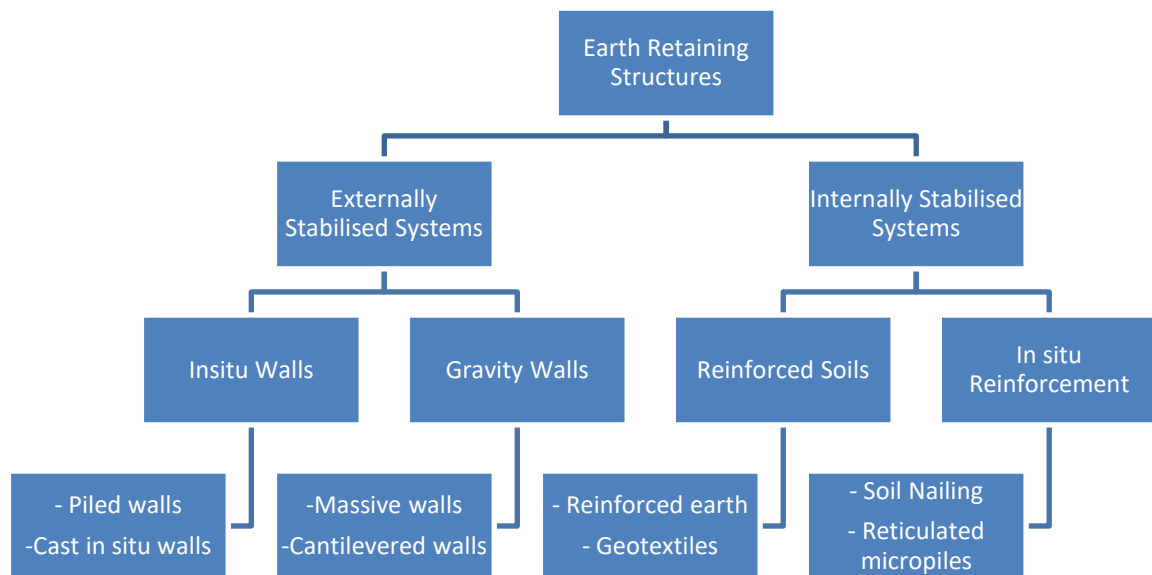 Earth Retaining
Structures
Externally
Stabilised Systems
Internally Stabilised
Systems
Insitu Walls
Gravity Walls
Reinforced Soils
In situ
Reinforcement
- Piled walls
-Cast in situ walls
-Massive walls
-Cantilevered walls
- Reinforced earth
- Geotextiles
- Soil Nailing
- Reticulated
micropiles